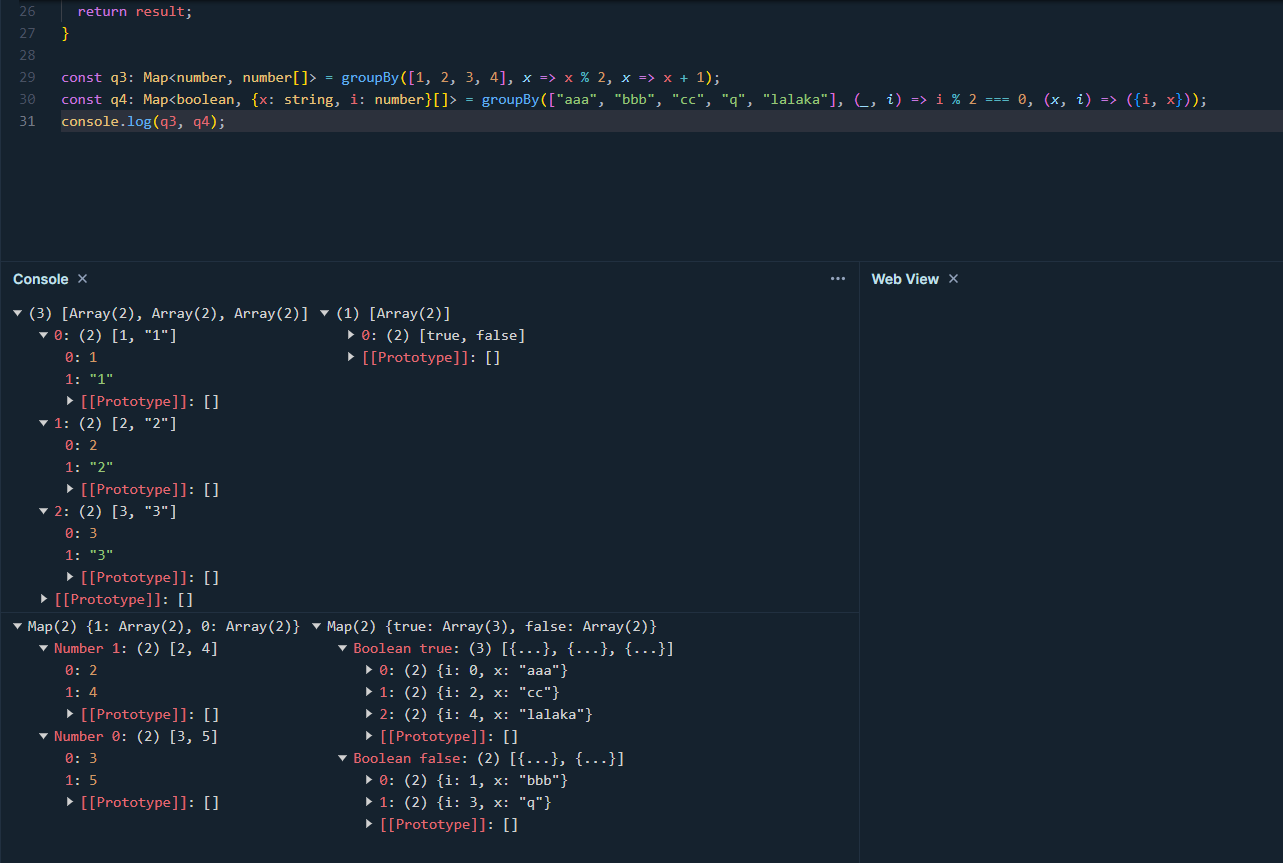 26 return result;
27 }
28
29 const q3: Map<number, number[]> = groupBy([1, 2, 3, 4], x => x % 2, x => x + 1);
30 const q4: Map<boolean, {x: string, i: number}[]> = groupBy(["aaa", "bbb", "cc", "q", "lalaka"], (_, i) => i % 2 === 0, (x, i) => ({i, x}));
31 console.log(q3, q4);
Console × ··· Web View ×
▼ (3) [Array(2), Array(2), Array(2)] ▼ (1) [Array(2)]
▼ 0: (2) [1, "1"] ▶ 0: (2) [true, false]
0: 1 ▶ [[Prototype]]: []
1: "1"
▶ [[Prototype]]: []
▼ 1: (2) [2, "2"]
0: 2
1: "2"
▶ [[Prototype]]: []
▼ 2: (2) [3, "3"]
0: 3
1: "3"
▶ [[Prototype]]: []
▶ [[Prototype]]: []
▼ Map(2) {1: Array(2), 0: Array(2)} ▼ Map(2) {true: Array(3), false: Array(2)}
▼ Number 1: (2) [2, 4] ▼ Boolean true: (3) [{...}, {...}, {...}]
0: 2 ▶ 0: (2) {i: 0, x: "aaa"}
1: 4 ▶ 1: (2) {i: 2, x: "cc"}
▶ [[Prototype]]: [] ▶ 2: (2) {i: 4, x: "lalaka"}
▼ Number 0: (2) [3, 5] ▶ [[Prototype]]: []
0: 3 ▼ Boolean false: (2) [{...}, {...}]
1: 5 ▶ 0: (2) {i: 1, x: "bbb"}
▶ [[Prototype]]: [] ▶ 1: (2) {i: 3, x: "q"}
▶ [[Prototype]]: []